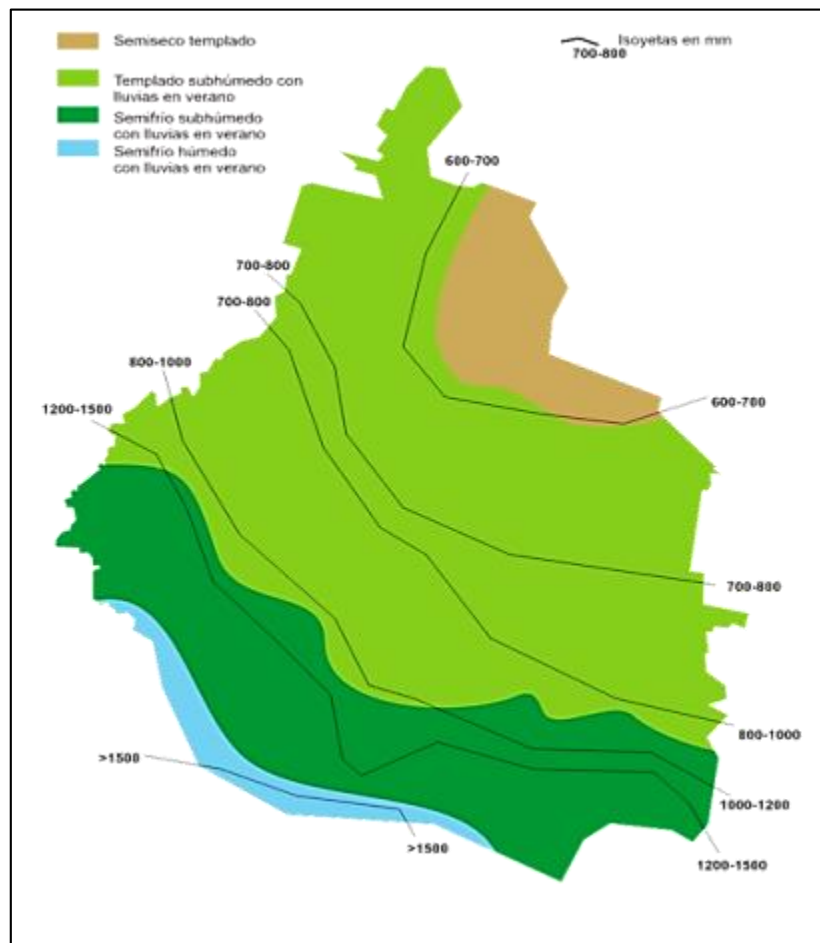 Semiseco templado
Templado subhúmedo con
lluvias en verano
Semifrío subhúmedo
con lluvias en verano
Semifrío húmedo
con lluvias en verano
Isoyetas en mm
700-800
600-700
700-800
700-800
800-1000
1200-1500
600-700
700-800
800-1000
>1500
1000-1200
>1500
1200-1500